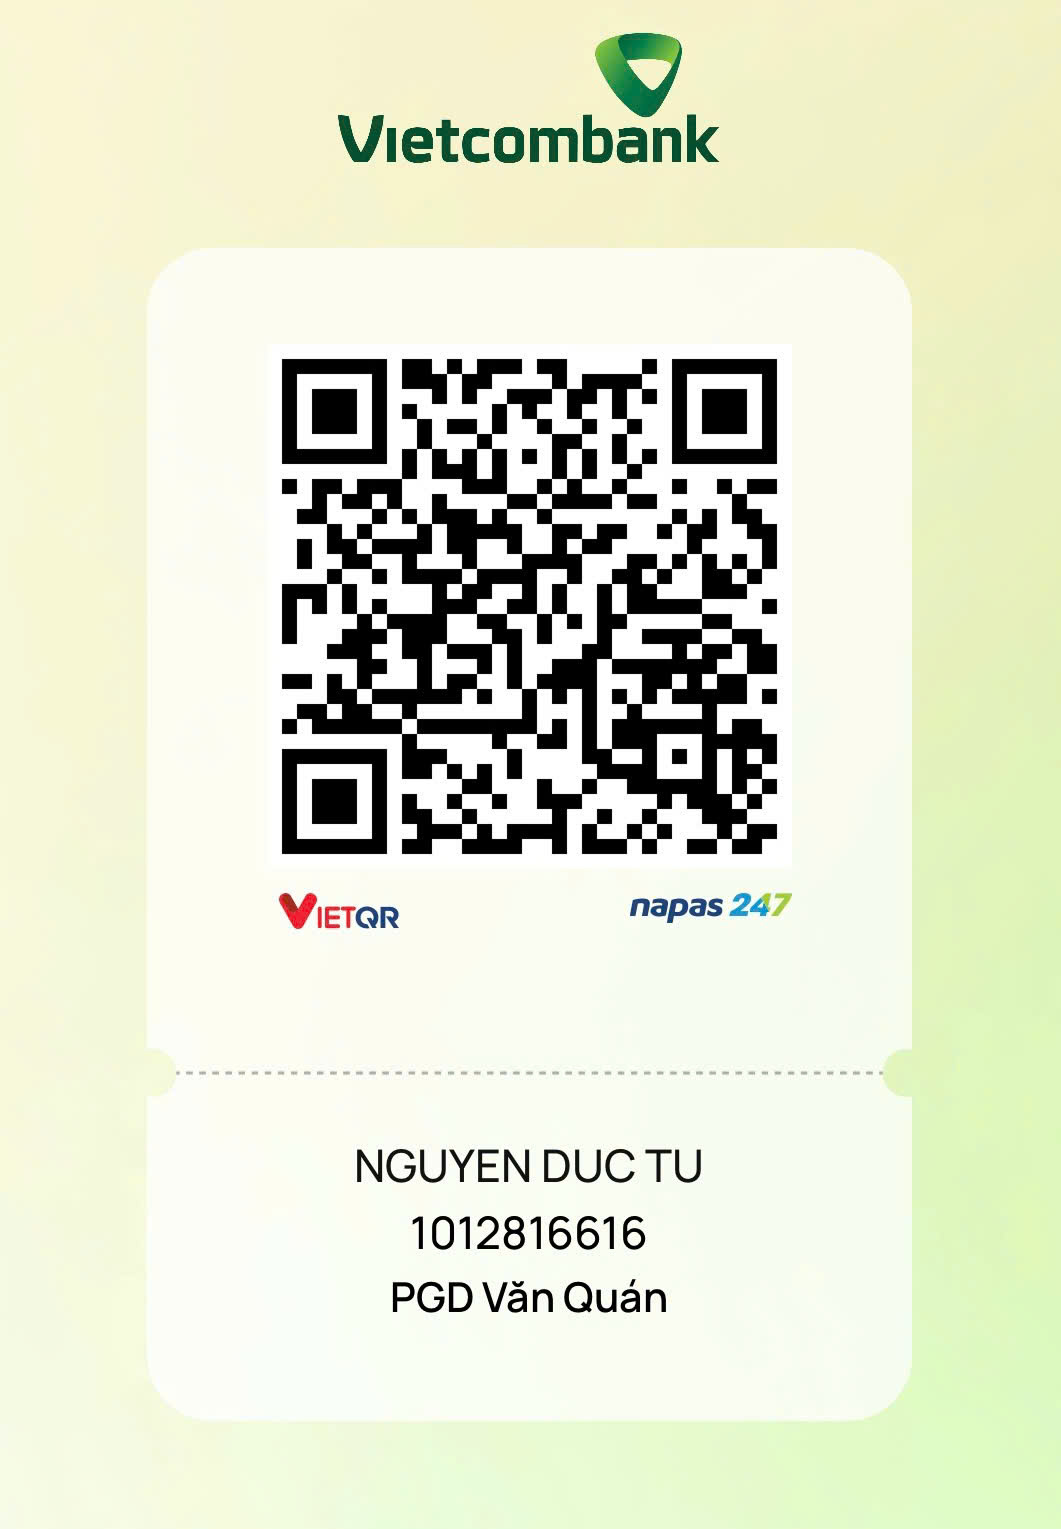 Vietcombank
VIETQR
napas 247
NGUYEN DUC TU
1012816616
PGD Văn Quán